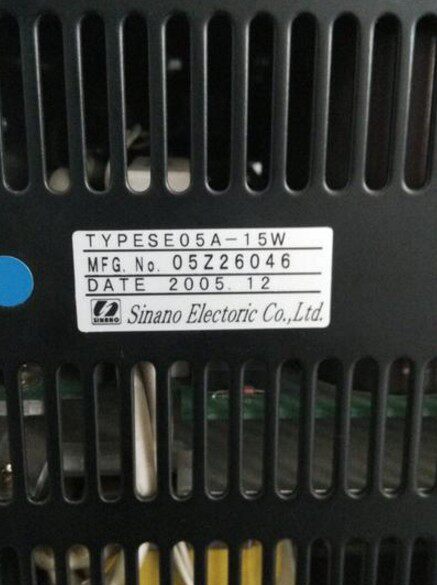 TYPESE05A-15W
MFG. No. 05Z26046
DATE 2005. 12
SINANO Sinano Electoric Co.,Ltd.